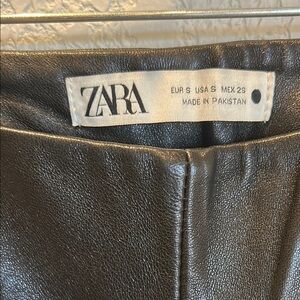 ZARA
EUR S USA S MEX 26
MADE IN PAKISTAN